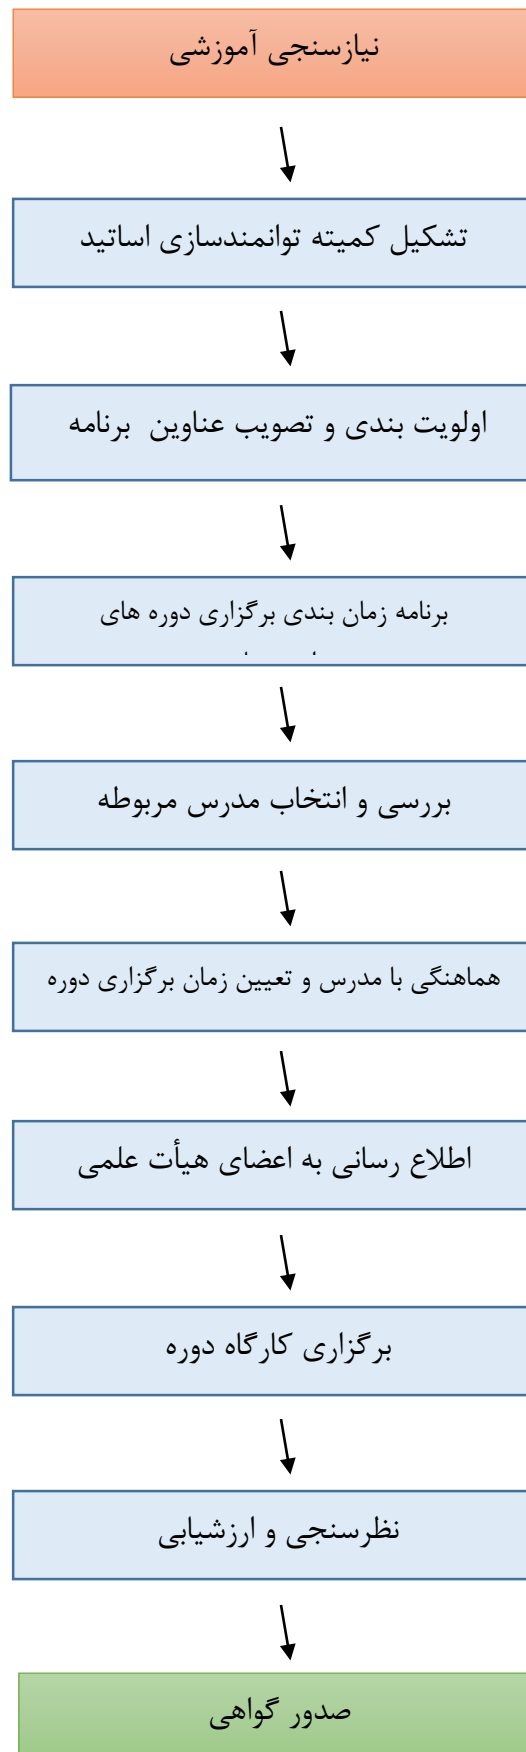 نیازسنجی آموزشی
تشکیل کمیته توانمندسازی اساتید
اولویت بندی و تصویب عناوین برنامه
برنامه زمان بندی برگزاری دوره های
بررسی و انتخاب مدرس مربوطه
هماهنگی با مدرس و تعیین زمان برگزاری دوره
اطلاع رسانی به اعضای هیأت علمی
برگزاری کارگاه دوره
نظرسنجی و ارزشیابی
صدور گواهی